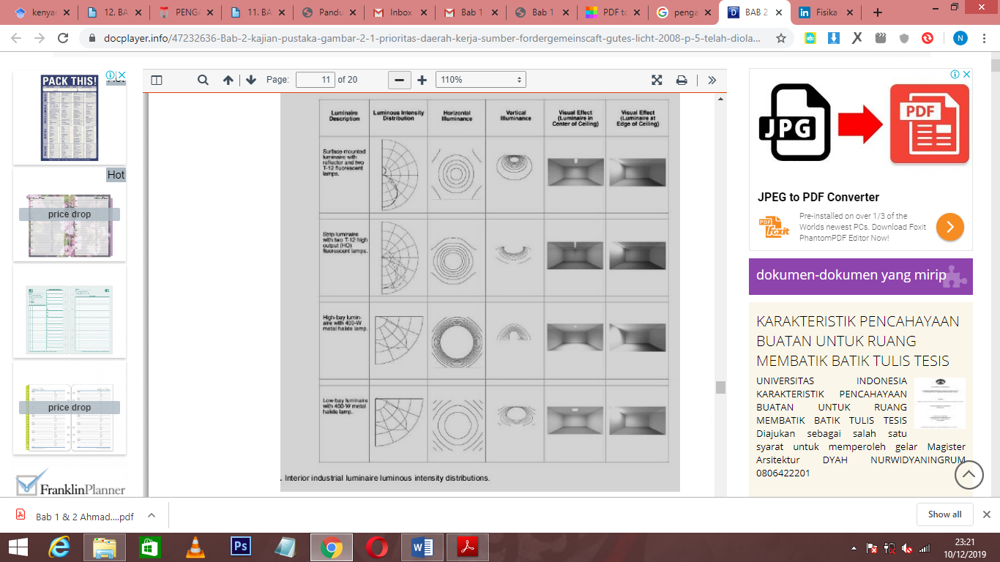 kenyar
12. BA
PENGA
11. BA
Pandu
Inbox
Bab 1
Bab 1
PDF to
penga
BAB 2
Fisika
docplayer.info/47232636-Bab-2-kajian-pustaka-gambar-2-1-prioritas-daerah-kerja-sumber-fordergemeinscaft-gutes-licht-2008-p-5-telah-diola...
N
PACK THIS!
Hot
price drop
01
01
price drop
FranklinPlanner
Page: 11 of 20
110%
Luminaire Description
Luminous Intensity Distribution
Horizontal Illuminance
Vertical Illuminance
Visual Effect (Luminaire in Center of Ceiling)
Visual Effect (Luminaire at Edge of Ceiling)
Surface-mounted
luminaire with
reflector and two
T-12 fluorescent
lamps.
Strip luminaire
with two T-12 high
output (HO)
fluorescent lamps.
High-bay lumin-
aire with 400-W
metal halide lamp.
Low-bay luminaire
with 400-W metal
halide lamp.
. Interior industrial luminaire luminous intensity distributions.
JPG
PDF
JPEG to PDF Converter
PDF
Foxit
Pre-installed on over 1/3 of the
Worlds newest PCs. Download Foxit
PhantomPDF Editor Now!
dokumen-dokumen yang mirip
KARAKTERISTIK PENCAHAYAAN
BUATAN UNTUK RUANG
MEMBATIK BATIK TULIS TESIS
UNIVERSITAS INDONESIA
KARAKTERISTIK PENCAHAYAAN
BUATAN UNTUK RUANG
MEMBATIK BATIK TULIS TESIS
Diajukan sebagai salah satu
syarat untuk memperoleh gelar Magister
Arsitektur DYAH NURWIDYANINGRUM
0806422201
Bab 1 & 2 Ahmad....pdf
Show all
Ps
23:21
10/12/2019